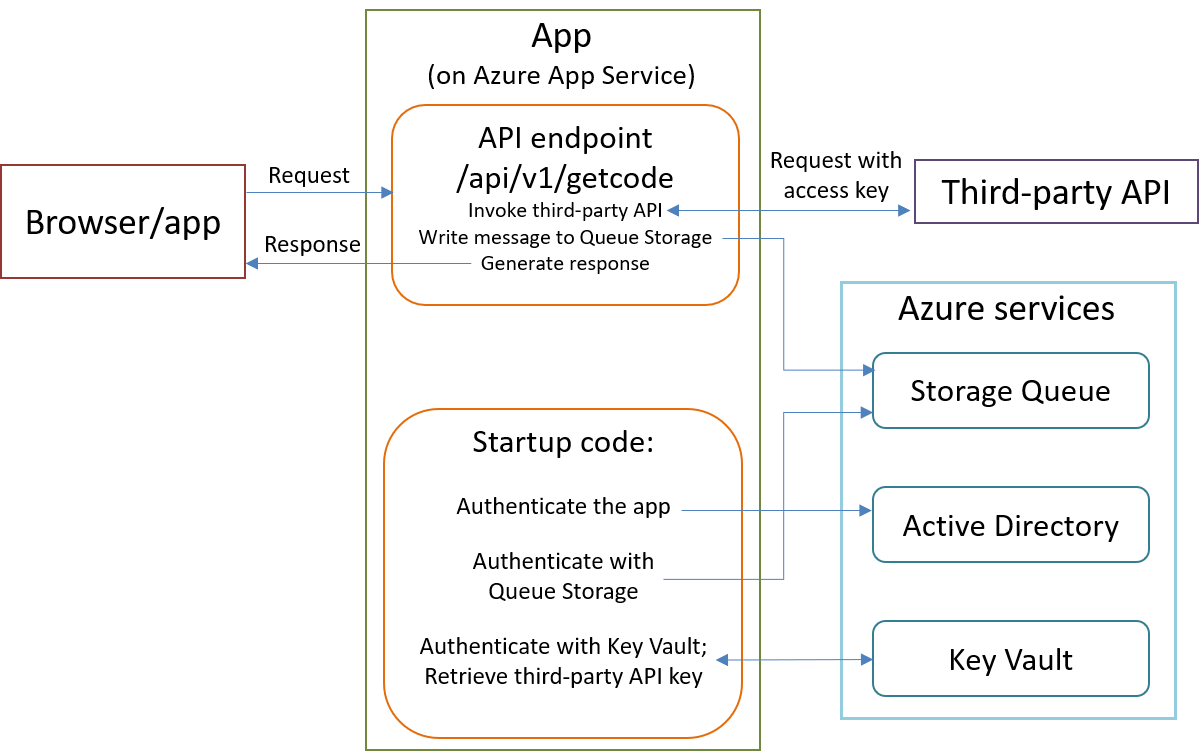 App
(on Azure App Service)
API endpoint
/api/v1/getcode
Invoke third-party API
Write message to Queue Storage
Generate response
Browser/app
Request
Response
Request with
access key
Third-party API
Azure services
Storage Queue
Active Directory
Key Vault
Startup code:
Authenticate the app
Authenticate with
Queue Storage
Authenticate with Key Vault;
Retrieve third-party API key